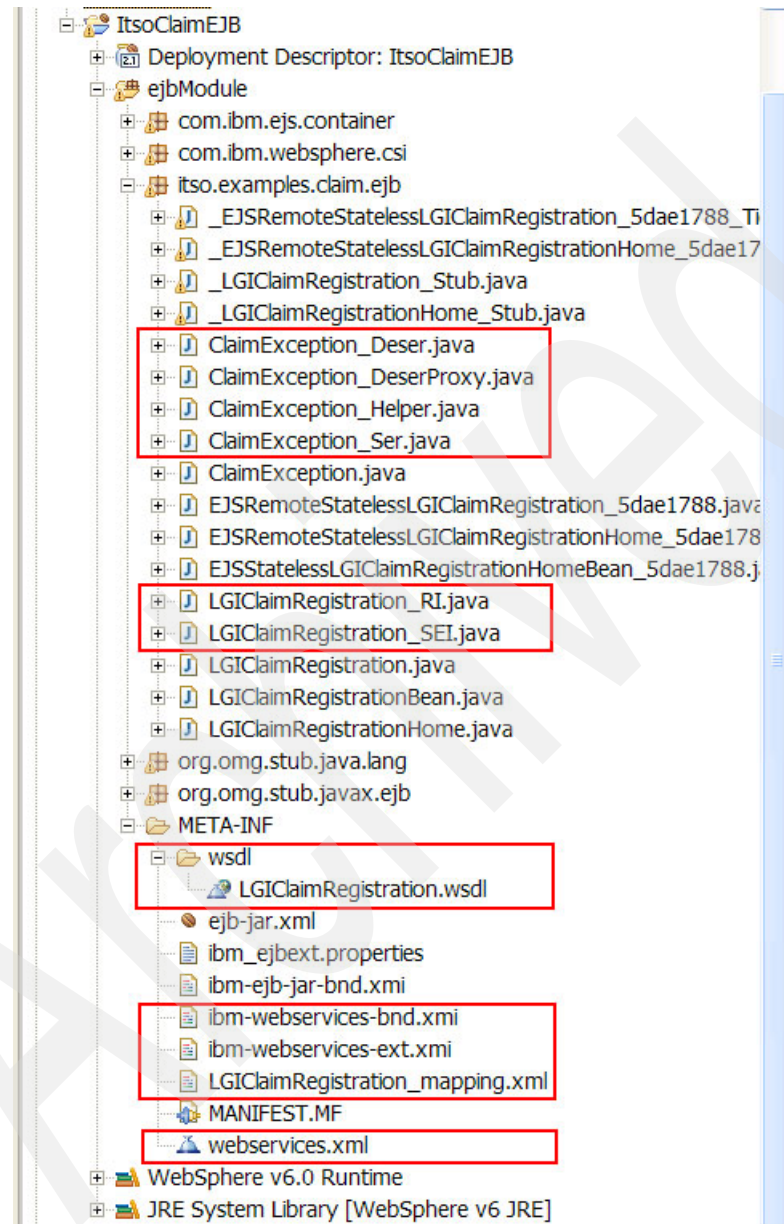 ItsoClaimEJB
2.1 Deployment Descriptor: ItsoClaimEJB
ejbModule
com.ibm.ejs.container
com.ibm.websphere.csi
itso.examples.claim.ejb
_EJSRemoteStatelessLGIClaimRegistration_5dae1788_Ti
_EJSRemoteStatelessLGIClaimRegistrationHome_5dae17
_LGIClaimRegistration_Stub.java
_LGIClaimRegistrationHome_Stub.java
ClaimException_Deser.java
ClaimException_DeserProxy.java
ClaimException_Helper.java
ClaimException_Ser.java
ClaimException.java
EJSRemoteStatelessLGIClaimRegistration_5dae1788.java
EJSRemoteStatelessLGIClaimRegistrationHome_5dae178
EJSStatelessLGIClaimRegistrationHomeBean_5dae1788.j
LGIClaimRegistration_RI.java
LGIClaimRegistration_SEI.java
LGIClaimRegistration.java
LGIClaimRegistrationBean.java
LGIClaimRegistrationHome.java
org.omg.stub.java.lang
org.omg.stub.javax.ejb
META-INF
wsdl
LGIClaimRegistration.wsdl
ejb-jar.xml
ibm_ejbext.properties
ibm-ejb-jar-bnd.xmi
ibm-webservices-bnd.xmi
ibm-webservices-ext.xmi
LGIClaimRegistration_mapping.xml
MANIFEST.MF
webservices.xml
WebSphere v6.0 Runtime
JRE System Library [WebSphere v6 JRE]
Archived